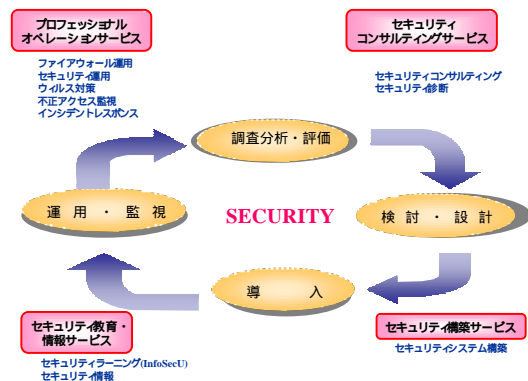 プロフェッショナル
オペレーションサービス
ファイアウォール運用
セキュリティ運用
ウィルス対策
不正アクセス監視
インシデントレスポンス
セキュリティ
コンサルティングサービス
セキュリティコンサルティング
セキュリティ診断
調査分析・評価
運用・監視
SECURITY
検討・設計
導入
セキュリティ教育・
情報サービス
セキュリティラーニング(InfoSecU)
セキュリティ情報
セキュリティ構築サービス
セキュリティシステム構築